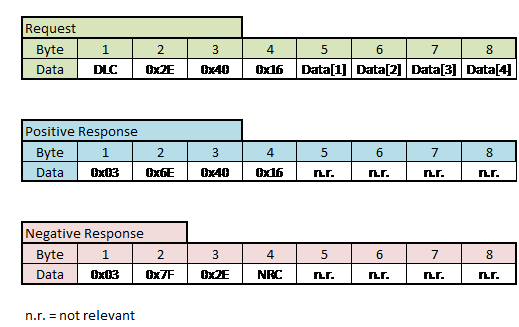 Request
Byte 1 2 3 4 5 6 7 8
Data DLC 0x2E 0x40 0x16 Data[1] Data[2] Data[3] Data[4]
Positive Response
Byte 1 2 3 4 5 6 7 8
Data 0x03 0x6E 0x40 0x16 n.r. n.r. n.r. n.r.
Negative Response
Byte 1 2 3 4 5 6 7 8
Data 0x03 0x7F 0x2E NRC n.r. n.r. n.r. n.r.
n.r. = not relevant